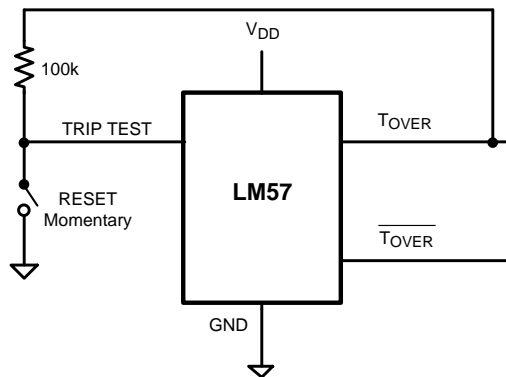 VDD
100k
TRIP TEST
TOVER
LM57
RESET
Momentary
TOVER
GND